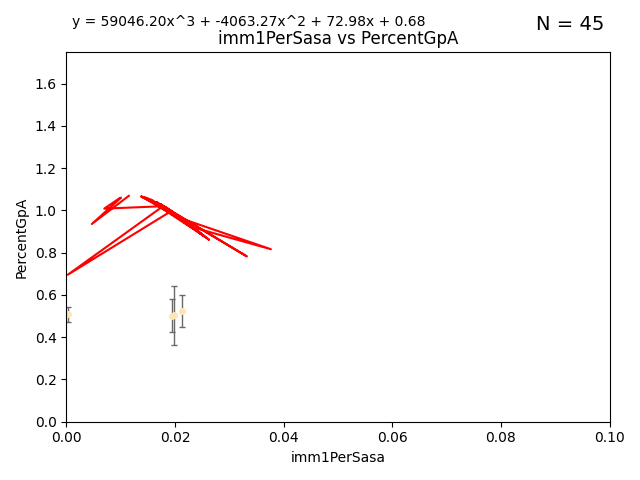 y = 59046.20x^3 + -4063.27x^2 + 72.98x + 0.68
N = 45
imm1PerSasa vs PercentGpA
PercentGpA
1.6
1.4
1.2
1.0
0.8
0.6
0.4
0.2
0.0
0.00 0.02 0.04 0.06 0.08 0.10
imm1PerSasa